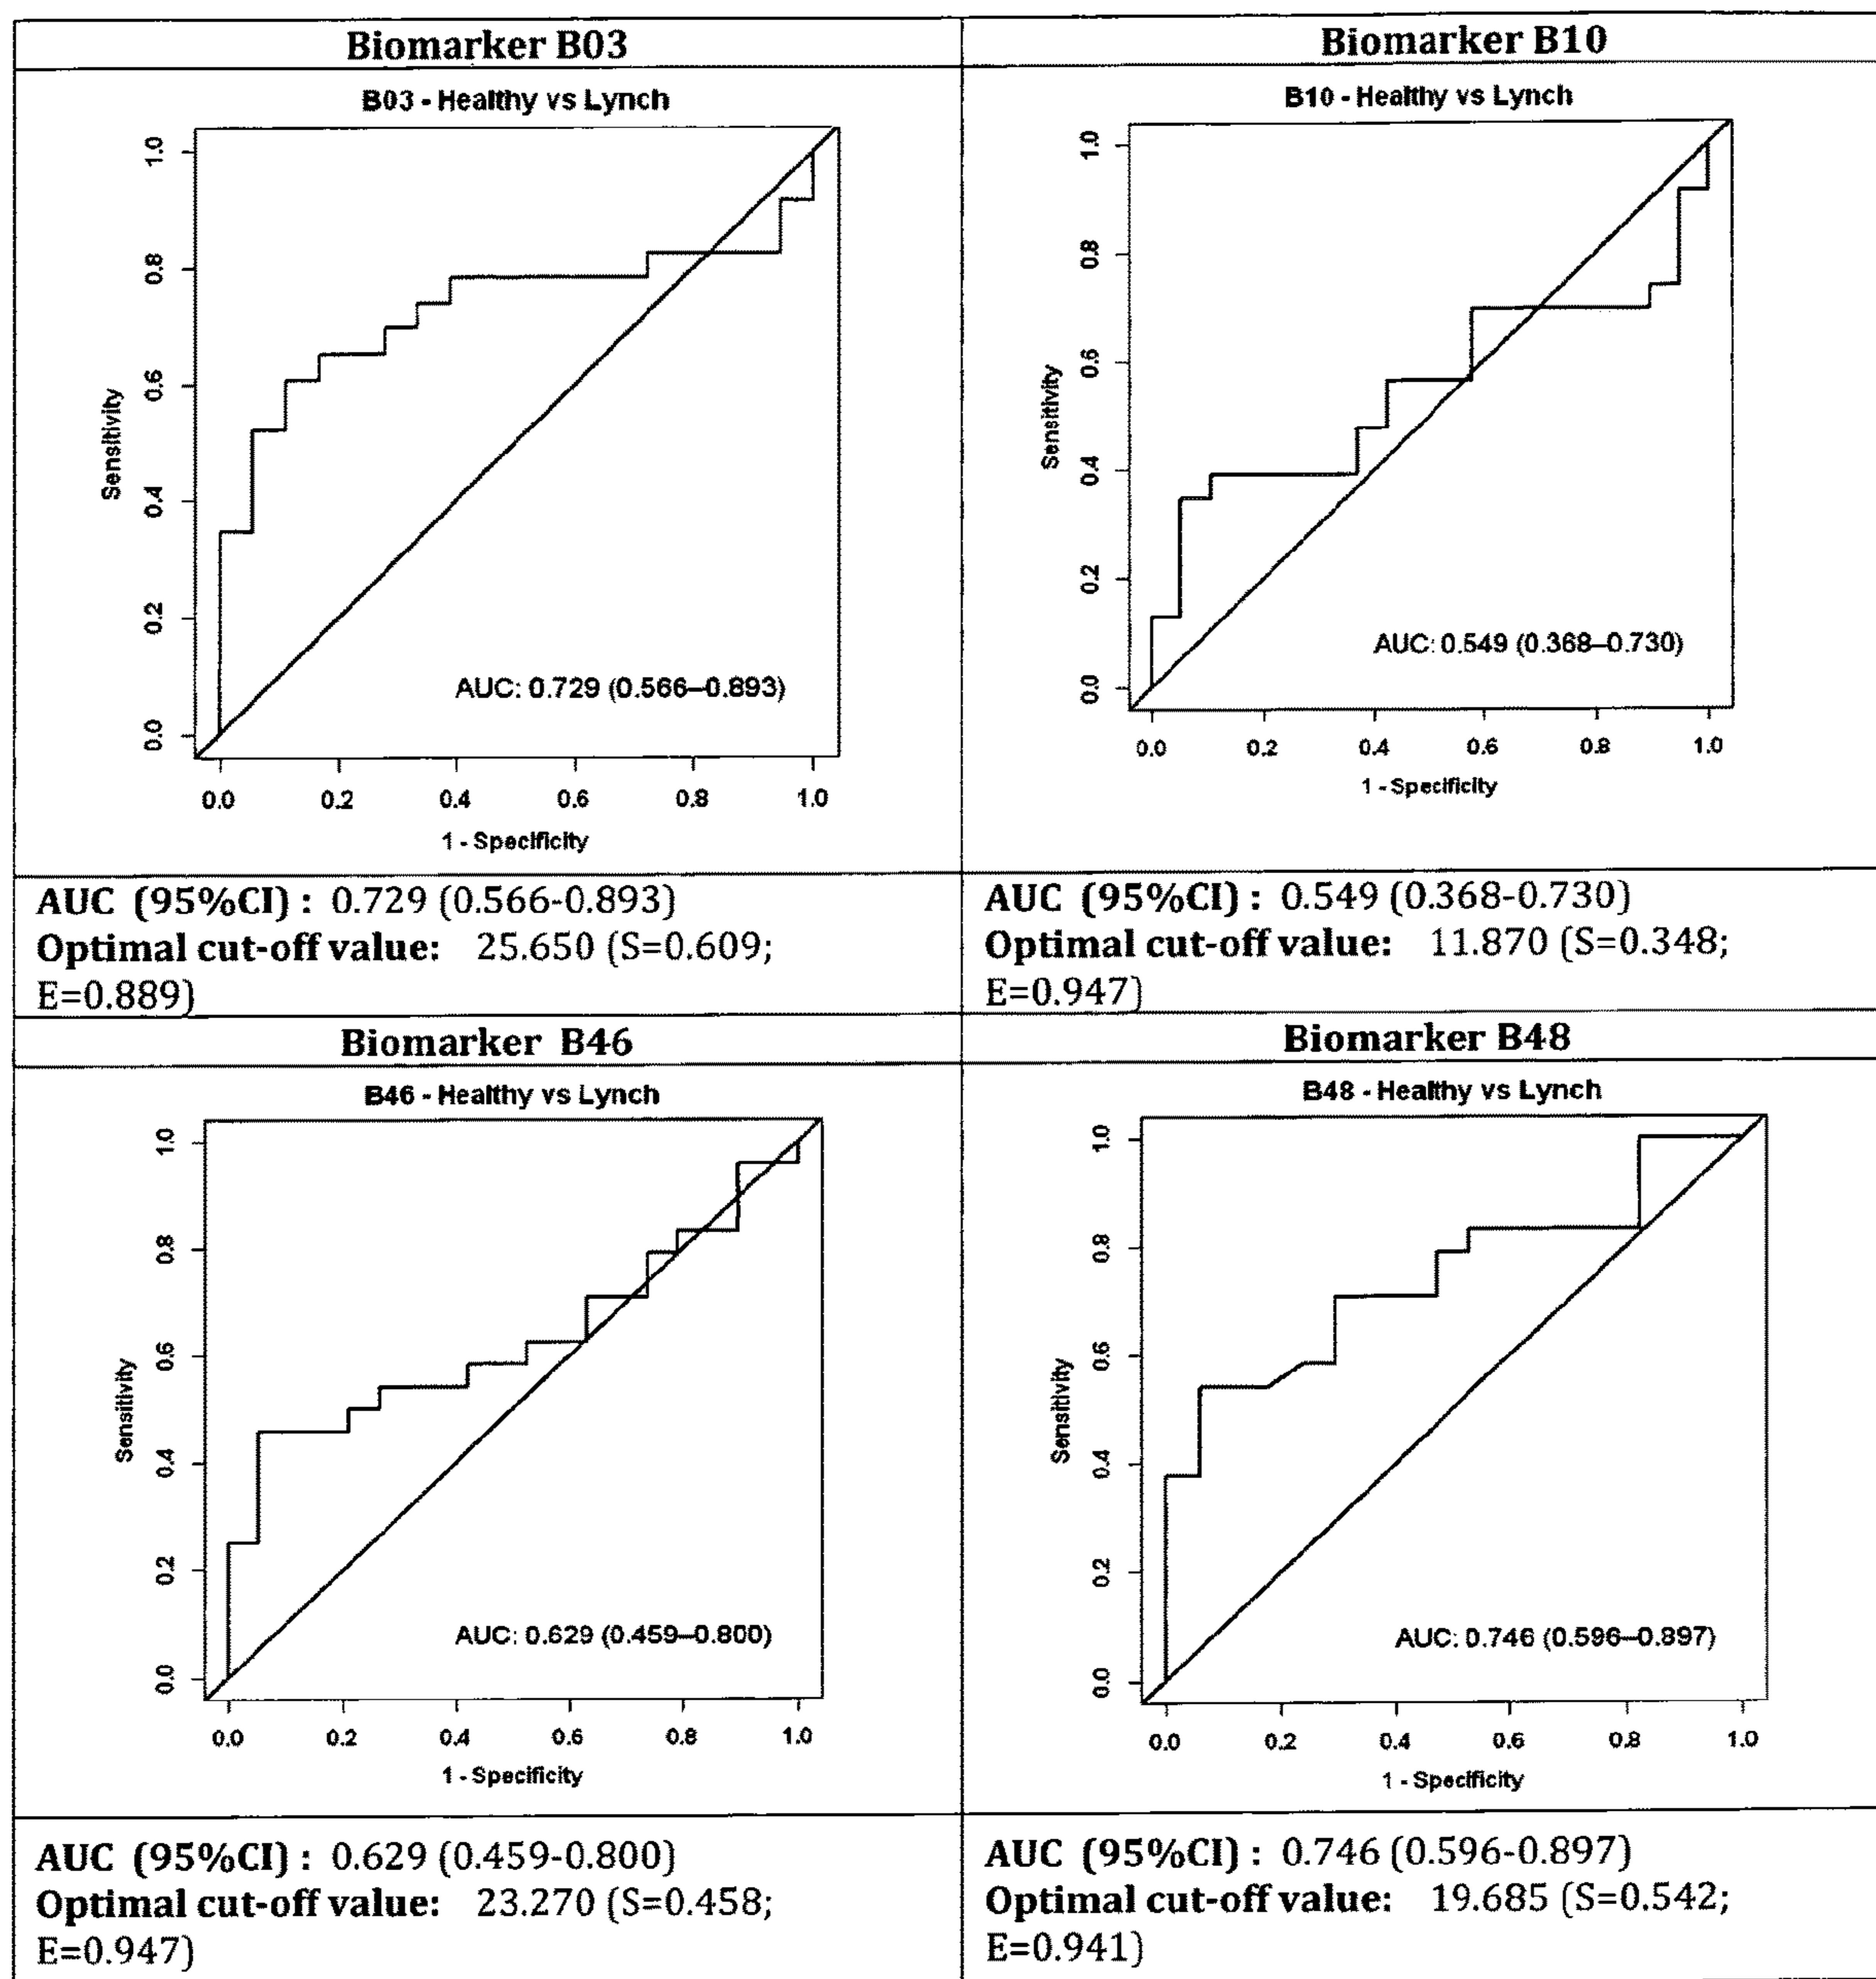 Biomarker B03
B03 - Healthy vs Lynch
Sensitivity
1.0
0.8
0.6
0.4
0.2
0.0
AUC: 0.729 (0.566–0.893)
0.0 0.2 0.4 0.6 0.8 1.0
1 - Specificity
AUC (95%CI) : 0.729 (0.566-0.893)
Optimal cut-off value: 25.650 (S=0.609;
E=0.889)
Biomarker B10
B10 - Healthy vs Lynch
Sensitivity
1.0
0.8
0.6
0.4
0.2
0.0
AUC: 0.549 (0.368–0.730)
0.0 0.2 0.4 0.6 0.8 1.0
1 - Specificity
AUC (95%CI) : 0.549 (0.368-0.730)
Optimal cut-off value: 11.870 (S=0.348;
E=0.947)
Biomarker B46
B46 - Healthy vs Lynch
Sensitivity
1.0
0.8
0.6
0.4
0.2
0.0
AUC: 0.629 (0.459–0.800)
0.0 0.2 0.4 0.6 0.8 1.0
1 - Specificity
AUC (95%CI) : 0.629 (0.459-0.800)
Optimal cut-off value: 23.270 (S=0.458;
E=0.947)
Biomarker B48
B48 - Healthy vs Lynch
Sensitivity
1.0
0.8
0.6
0.4
0.2
0.0
AUC: 0.746 (0.596–0.897)
0.0 0.2 0.4 0.6 0.8 1.0
1 - Specificity
AUC (95%CI) : 0.746 (0.596-0.897)
Optimal cut-off value: 19.685 (S=0.542;
E=0.941)